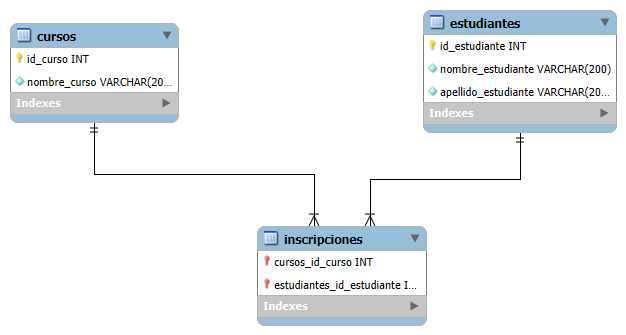 cursos
id_curso INT
nombre_curso VARCHAR(20...
Indexes
estudiantes
id_estudiante INT
nombre_estudiante VARCHAR(200)
apellido_estudiante VARCHAR(20...
Indexes
inscripciones
cursos_id_curso INT
estudiantes_id_estudiante I...
Indexes